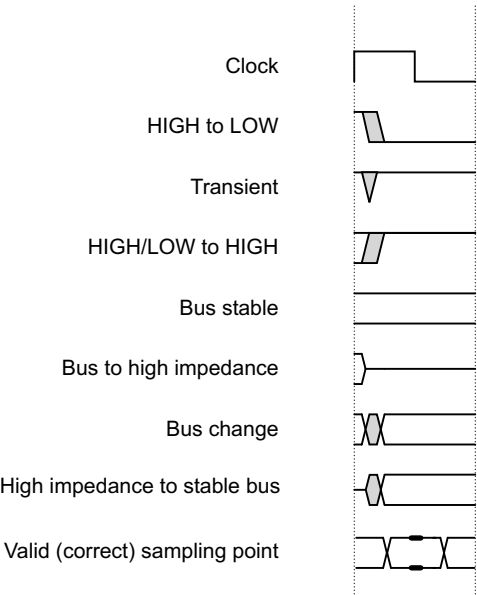 Clock
HIGH to LOW
Transient
HIGH/LOW to HIGH
Bus stable
Bus to high impedance
Bus change
High impedance to stable bus
Valid (correct) sampling point